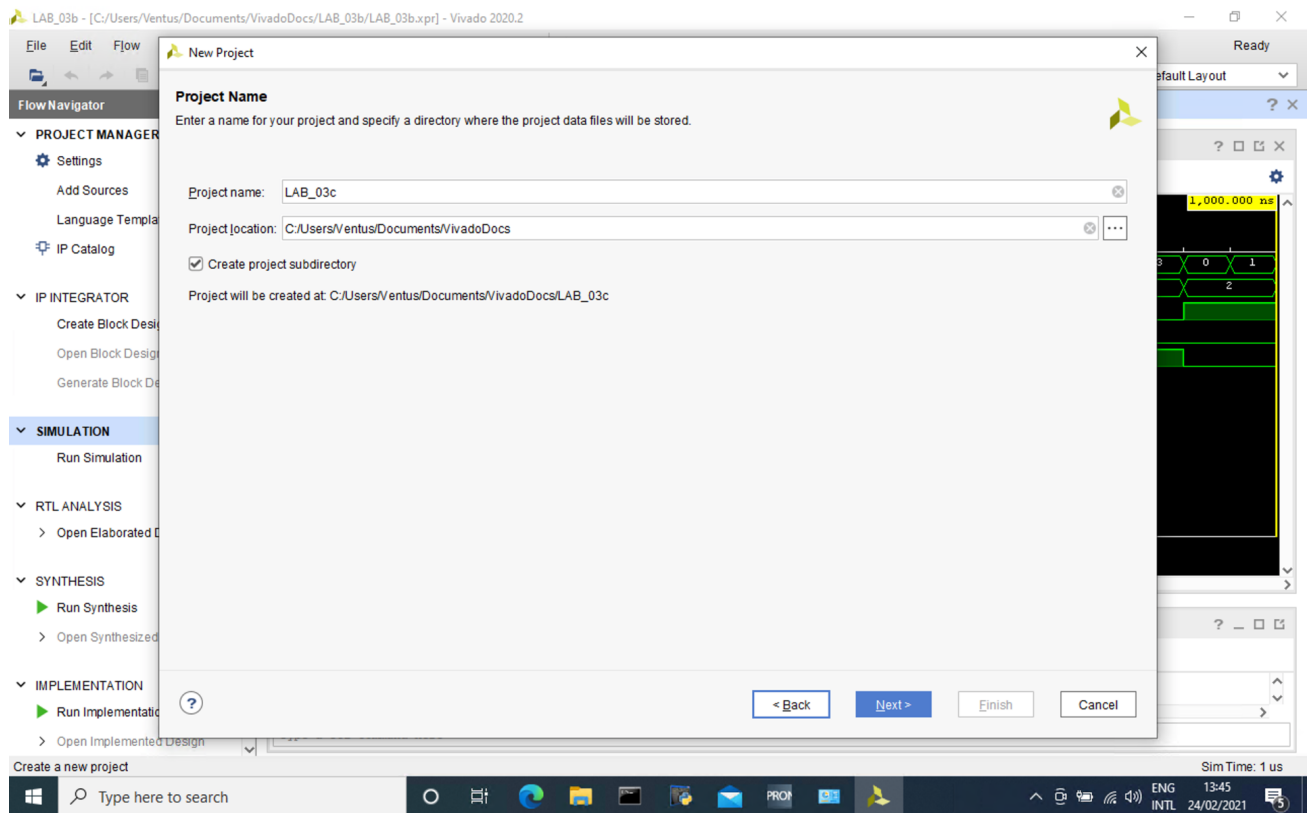 LAB_03b - [C:/Users/Ventus/Documents/VivadoDocs/LAB_03b/LAB_03b.xpr] - Vivado 2020.2
File Edit Flow
Ready
New Project
efault Layout
Flow Navigator
Project Name
Enter a name for your project and specify a directory where the project data files will be stored.
PROJECT MANAGER
Settings
Add Sources
Language Templa
IP Catalog
Project name: LAB_03c
Project location: C:/Users/Ventus/Documents/VivadoDocs
Create project subdirectory
Project will be created at: C:/Users/Ventus/Documents/VivadoDocs/LAB_03c
1,000.000 ns
3 0 1
2
IP INTEGRATOR
Create Block Desig
Open Block Design
Generate Block De
SIMULATION
Run Simulation
RTL ANALYSIS
Open Elaborated D
SYNTHESIS
Run Synthesis
Open Synthesized
IMPLEMENTATION
Run Implementatio
Open Implemented Design
? < Back Next > Finish Cancel
Create a new project
Sim Time: 1 us
Type here to search
PRON
ENG
INTL
13:45
24/02/2021
5